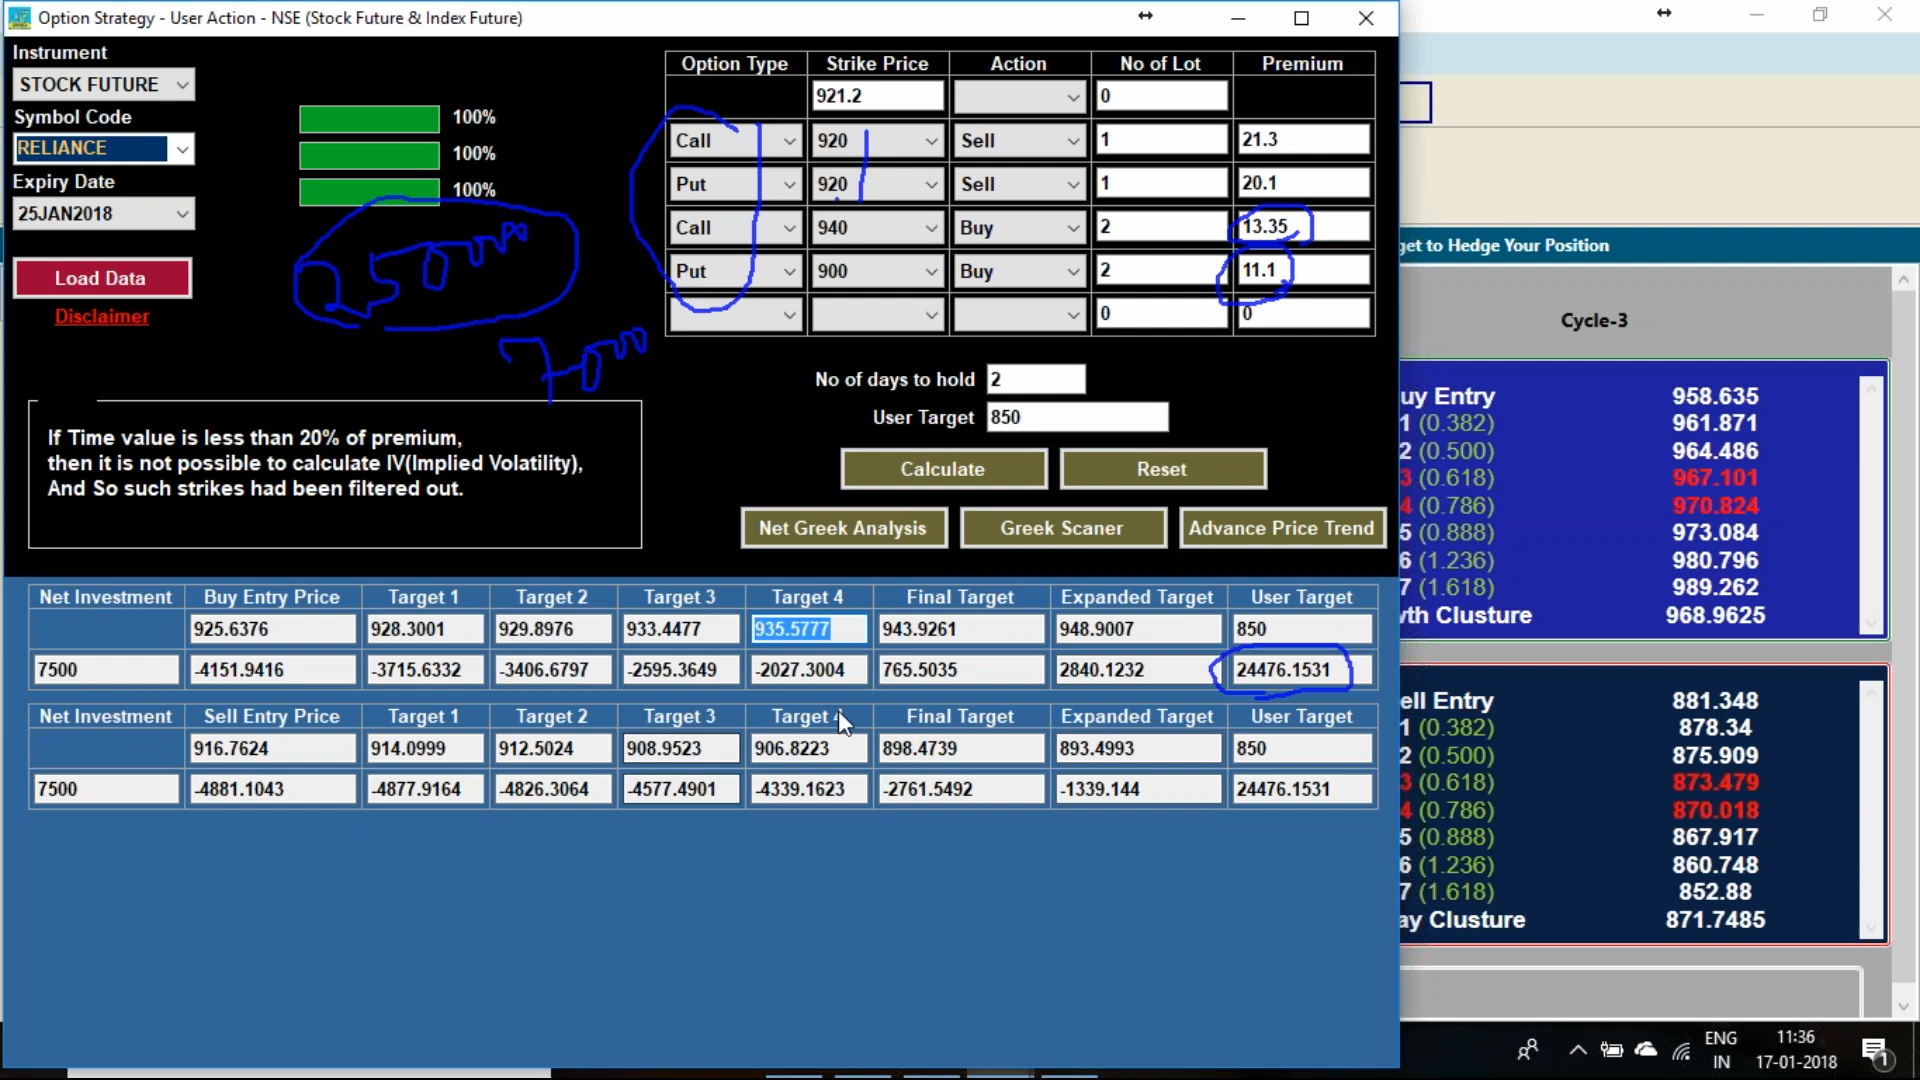 Option Strategy - User Action - NSE (Stock Future & Index Future)
Instrument
STOCK FUTURE
Symbol Code
RELIANCE
Expiry Date
25JAN2018
Load Data
Disclaimer
100%
100%
100%
25000
7000
Option Type Strike Price Action No of Lot Premium
921.2 0
Call 920 Sell 1 21.3
Put 920 Sell 1 20.1
Call 940 Buy 2 13.35
Put 900 Buy 2 11.1
0 0
No of days to hold 2
User Target 850
Calculate Reset
Net Greek Analysis Greek Scaner Advance Price Trend
If Time value is less than 20% of premium,
then it is not possible to calculate IV(Implied Volatility),
And So such strikes had been filtered out.
Net Investment Buy Entry Price Target 1 Target 2 Target 3 Target 4 Final Target Expanded Target User Target
925.6376 928.3001 929.8976 933.4477 935.5777 943.9261 948.9007 850
7500 -4151.9416 -3715.6332 -3406.6797 -2595.3649 -2027.3004 765.5035 2840.1232 24476.1531
Net Investment Sell Entry Price Target 1 Target 2 Target 3 Target 4 Final Target Expanded Target User Target
916.7624 914.0999 912.5024 908.9523 906.8223 898.4739 893.4993 850
7500 -4881.1043 -4877.9164 -4826.3064 -4577.4901 -4339.1623 -2761.5492 -1339.144 24476.1531
get to Hedge Your Position
Cycle-3
uy Entry 958.635
1 (0.382) 961.871
2 (0.500) 964.486
3 (0.618) 967.101
4 (0.786) 970.824
5 (0.888) 973.084
6 (1.236) 980.796
7 (1.618) 989.262
wth Clusture 968.9625
ell Entry 881.348
1 (0.382) 878.34
2 (0.500) 875.909
3 (0.618) 873.479
4 (0.786) 870.018
5 (0.888) 867.917
6 (1.236) 860.748
7 (1.618) 852.88
ay Clusture 871.7485
ENG
IN
11:36
17-01-2018
1